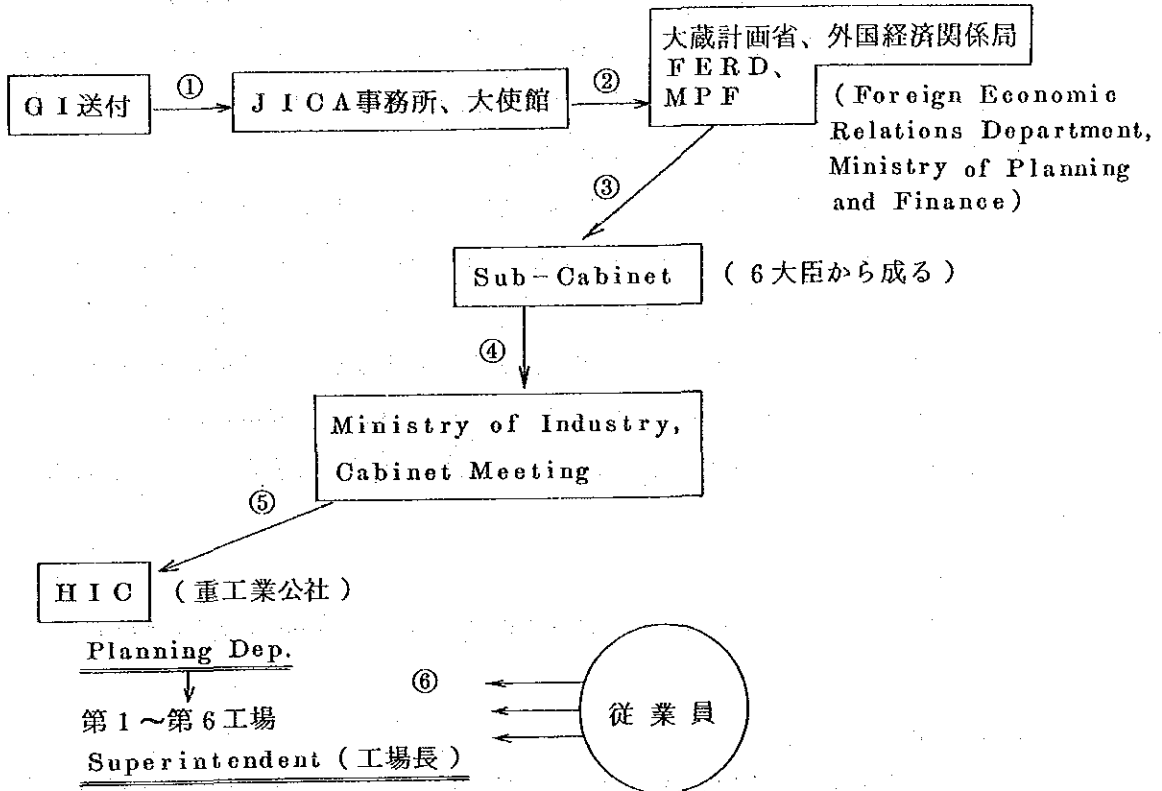 GI送付
①
JICA事務所、大使館
②
大蔵計画省、外国経済関係局
FERD、
MPF
(Foreign Economic
Relations Department,
Ministry of Planning
and Finance)
③
Sub-Cabinet (6大臣から成る)
④
Ministry of Industry,
Cabinet Meeting
⑤
HIC (重工業公社)
Planning Dep.
⑥
従業員
第1~第6工場
Superintendent (工場長)